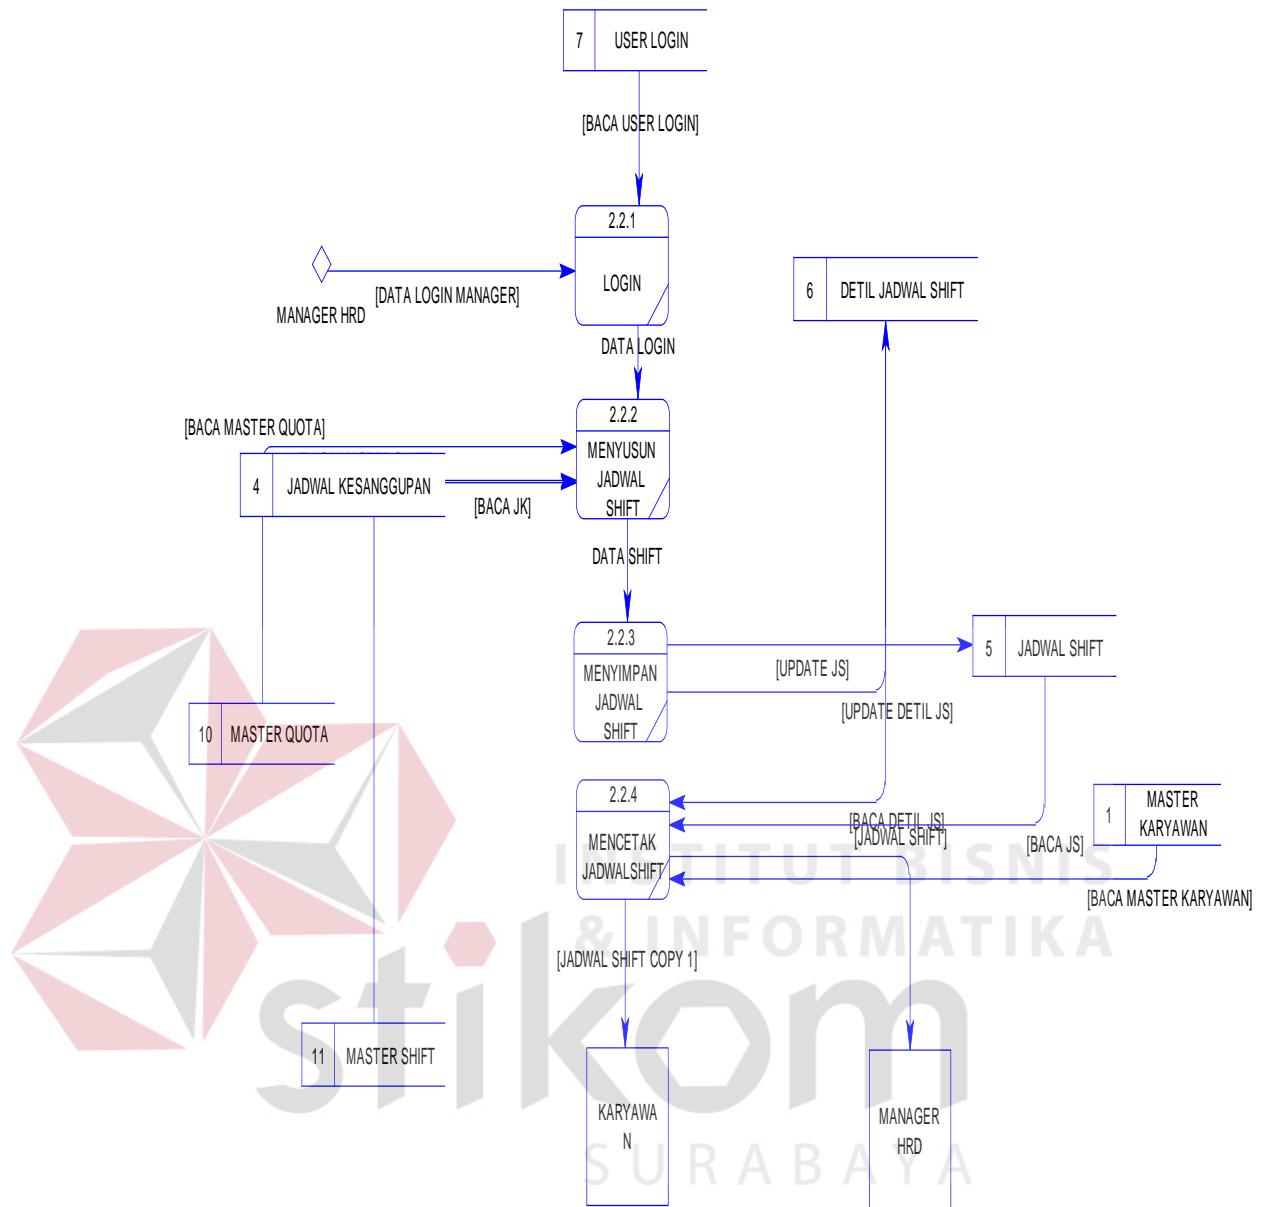 7 USER LOGIN
[BACA USER LOGIN]
2.2.1
LOGIN
[DATA LOGIN MANAGER]
MANAGER HRD
6 DETIL JADWAL SHIFT
DATA LOGIN
2.2.2
MENYUSUN
JADWAL
SHIFT
[BACA MASTER QUOTA]
4 JADWAL KESANGGUPAN
[BACA JK]
DATA SHIFT
2.2.3
MENYIMPAN
JADWAL
SHIFT
[UPDATE JS]
5 JADWAL SHIFT
[UPDATE DETIL JS]
10 MASTER QUOTA
2.2.4
MENCETAK
JADWALSHIFT
[BACA DETIL JS]
[JADWAL SHIFT]
[BACA JS]
1 MASTER
KARYAWAN
[BACA MASTER KARYAWAN]
[JADWAL SHIFT COPY 1]
11 MASTER SHIFT
KARYAWA
N
MANAGER
HRD
INSTITUT BISNIS
& INFORMATIKA
stikom
SURABAYA